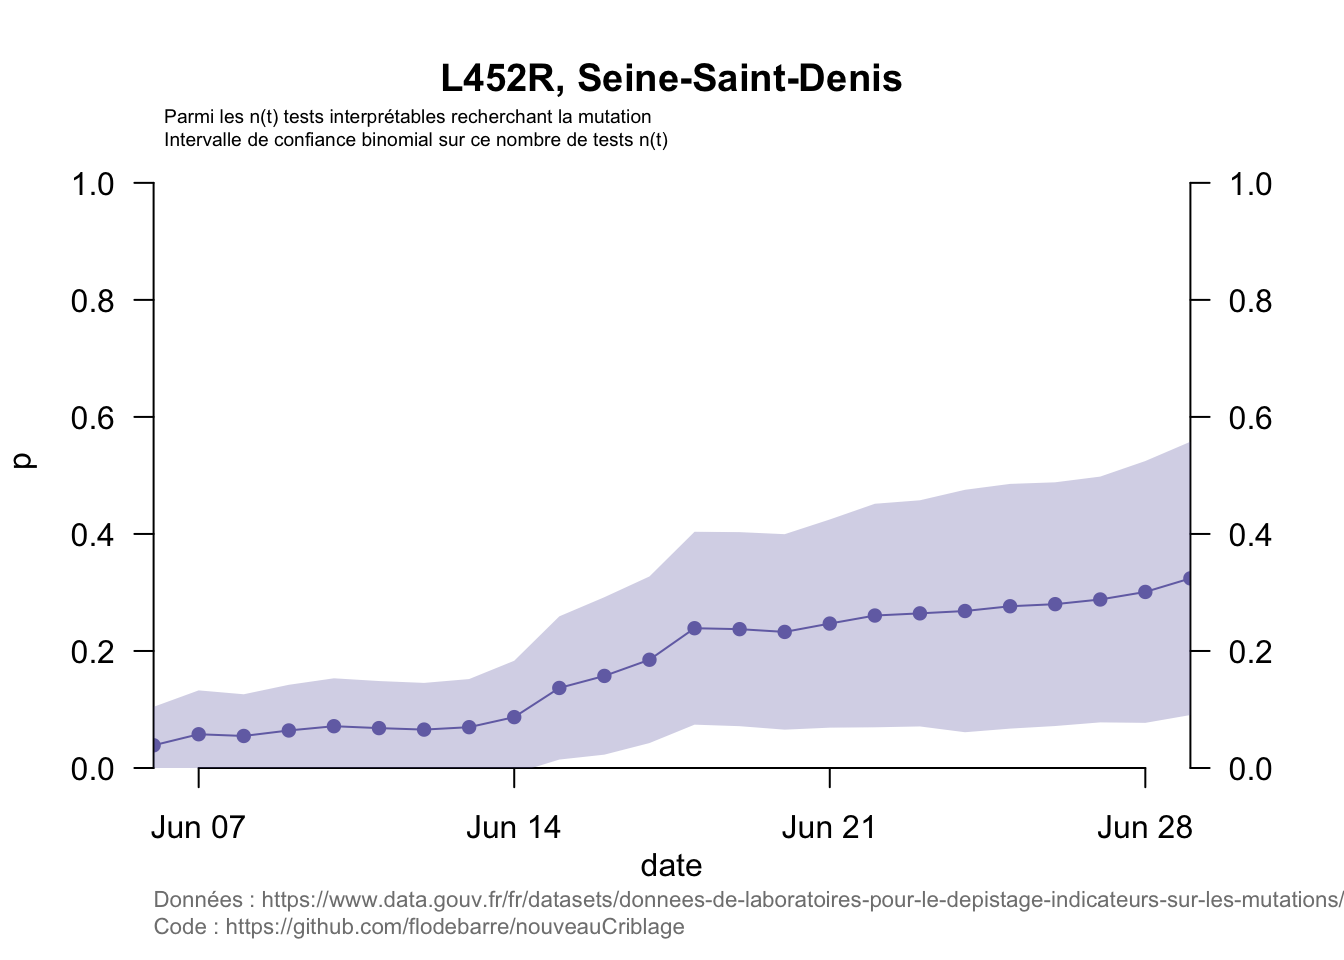 L452R, Seine-Saint-Denis
Parmi les n(t) tests interprétables recherchant la mutation
Intervalle de confiance binomial sur ce nombre de tests n(t)
1.0 1.0
0.8 0.8
0.6 0.6
p
0.4 0.4
0.2 0.2
0.0 0.0
Jun 07 Jun 14 Jun 21 Jun 28
date
Données : https://www.data.gouv.fr/fr/datasets/donnees-de-laboratoires-pour-le-depistage-indicateurs-sur-les-mutations/
Code : https://github.com/flodebarre/nouveauCriblage